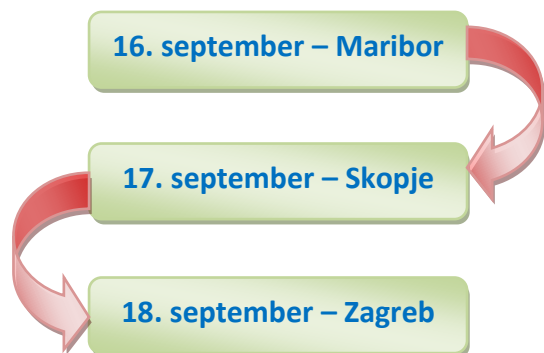 16. september – Maribor
17. september – Skopje
18. september – Zagreb